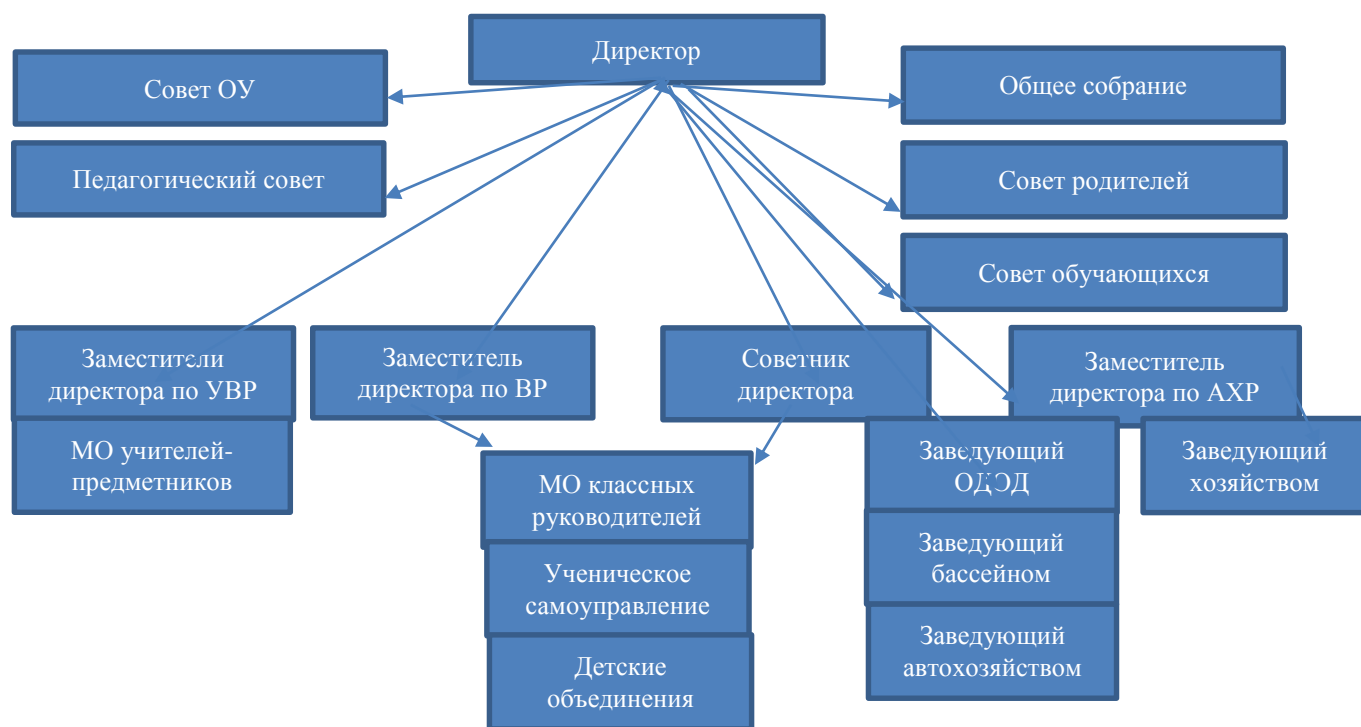 Директор
Совет ОУ
Общее собрание
Педагогический совет
Совет родителей
Совет обучающихся
Заместители
директора по УВР
Заместитель
директора по ВР
Советник
директора
Заместитель
директора по АХР
МО учителей-
предметников
МО классных
руководителей
Заведующий
ОДОД
Заведующий
хозяйством
Ученическое
самоуправление
Заведующий
бассейном
Детские
объединения
Заведующий
автохозяйством